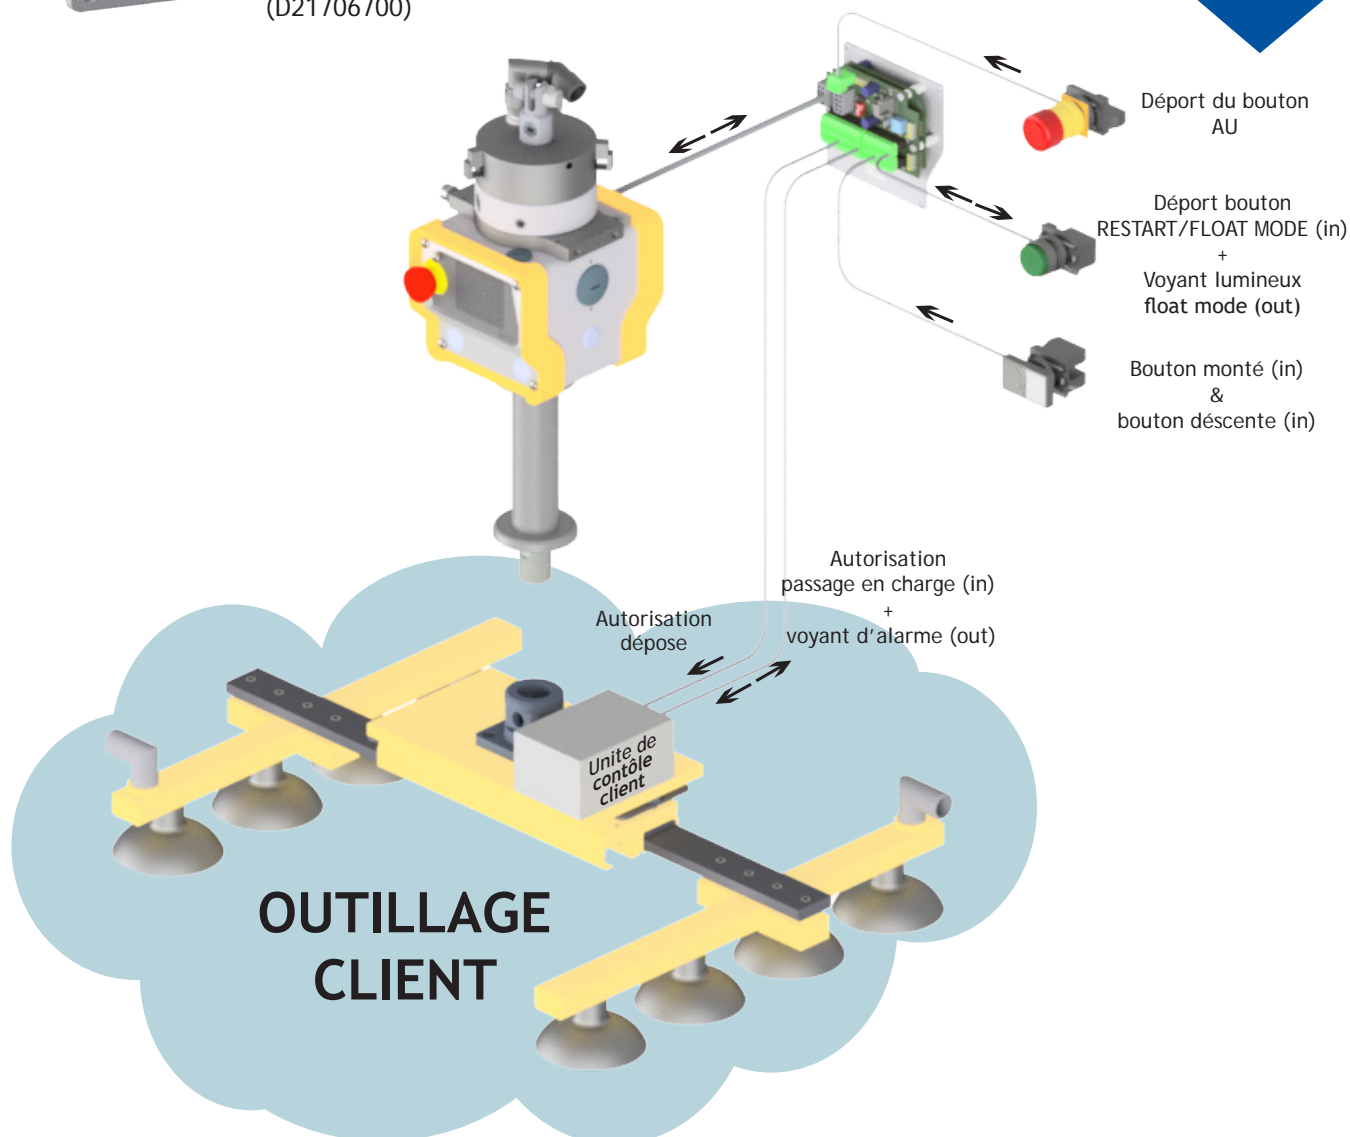 (D21706700)
Déport du bouton
AU
Déport bouton
RESTART/FLOAT MODE (in)
+
Voyant lumineux
float mode (out)
Bouton monté (in)
&
bouton déscente (in)
Autorisation
passage en charge (in)
+
voyant d’alarme (out)
Autorisation
dépose
Unite de
contôle
client
OUTILLAGE
CLIENT